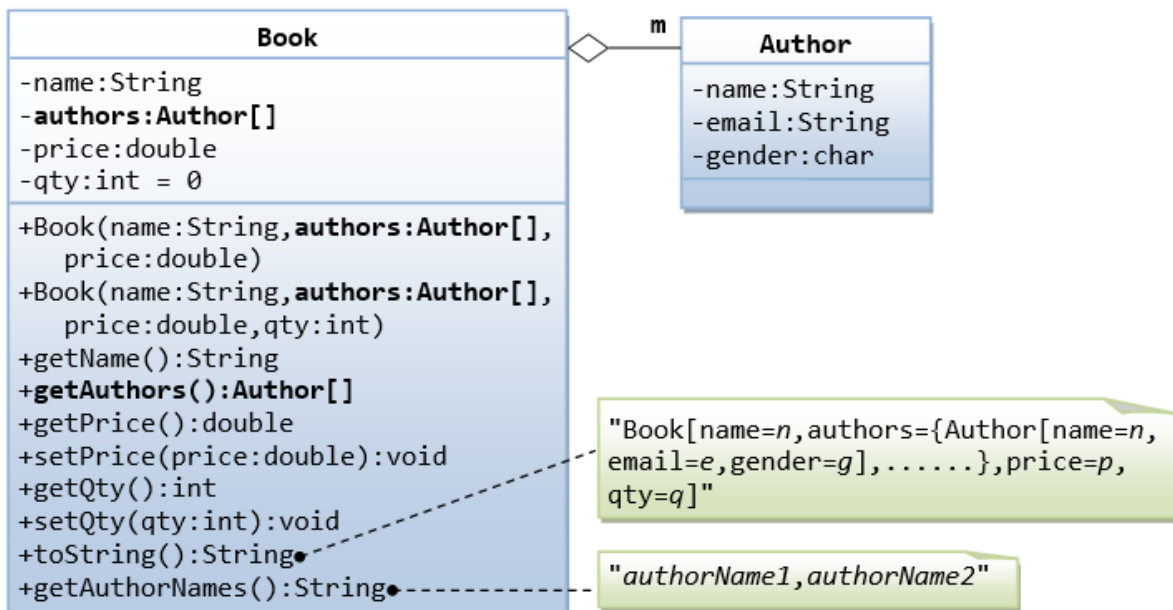 Book
-name:String
-authors:Author[]
-price:double
-qty:int = 0
+Book(name:String,authors:Author[],
price:double)
+Book(name:String,authors:Author[],
price:double,qty:int)
+getName():String
+getAuthors():Author[]
+getPrice():double
+setPrice(price:double):void
+getQty():int
+setQty(qty:int):void
+toString():String
+getAuthorNames():String
m
Author
-name:String
-email:String
-gender:char
"Book[name=n,authors={Author[name=n,
email=e,gender=g],......},price=p,
qty=q]"
"authorName1,authorName2"